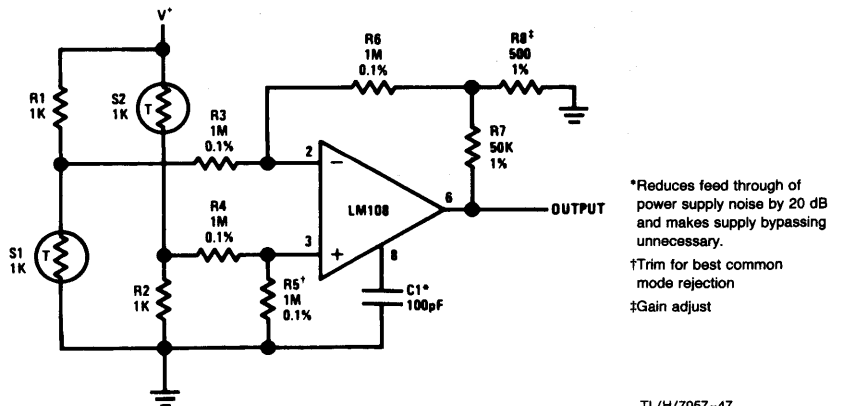 V+
R1
1K
S2
1K
T
R3
1M
0.1%
R6
1M
0.1%
R8‡
500
1%
R7
50K
1%
2
−
LM108
6
OUTPUT
3
+
8
R4
1M
0.1%
S1
1K
T
R2
1K
R5†
1M
0.1%
C1*
100pF
*Reduces feed through of
power supply noise by 20 dB
and makes supply bypassing
unnecessary.
†Trim for best common
mode rejection
‡Gain adjust
TL/H/7057–47